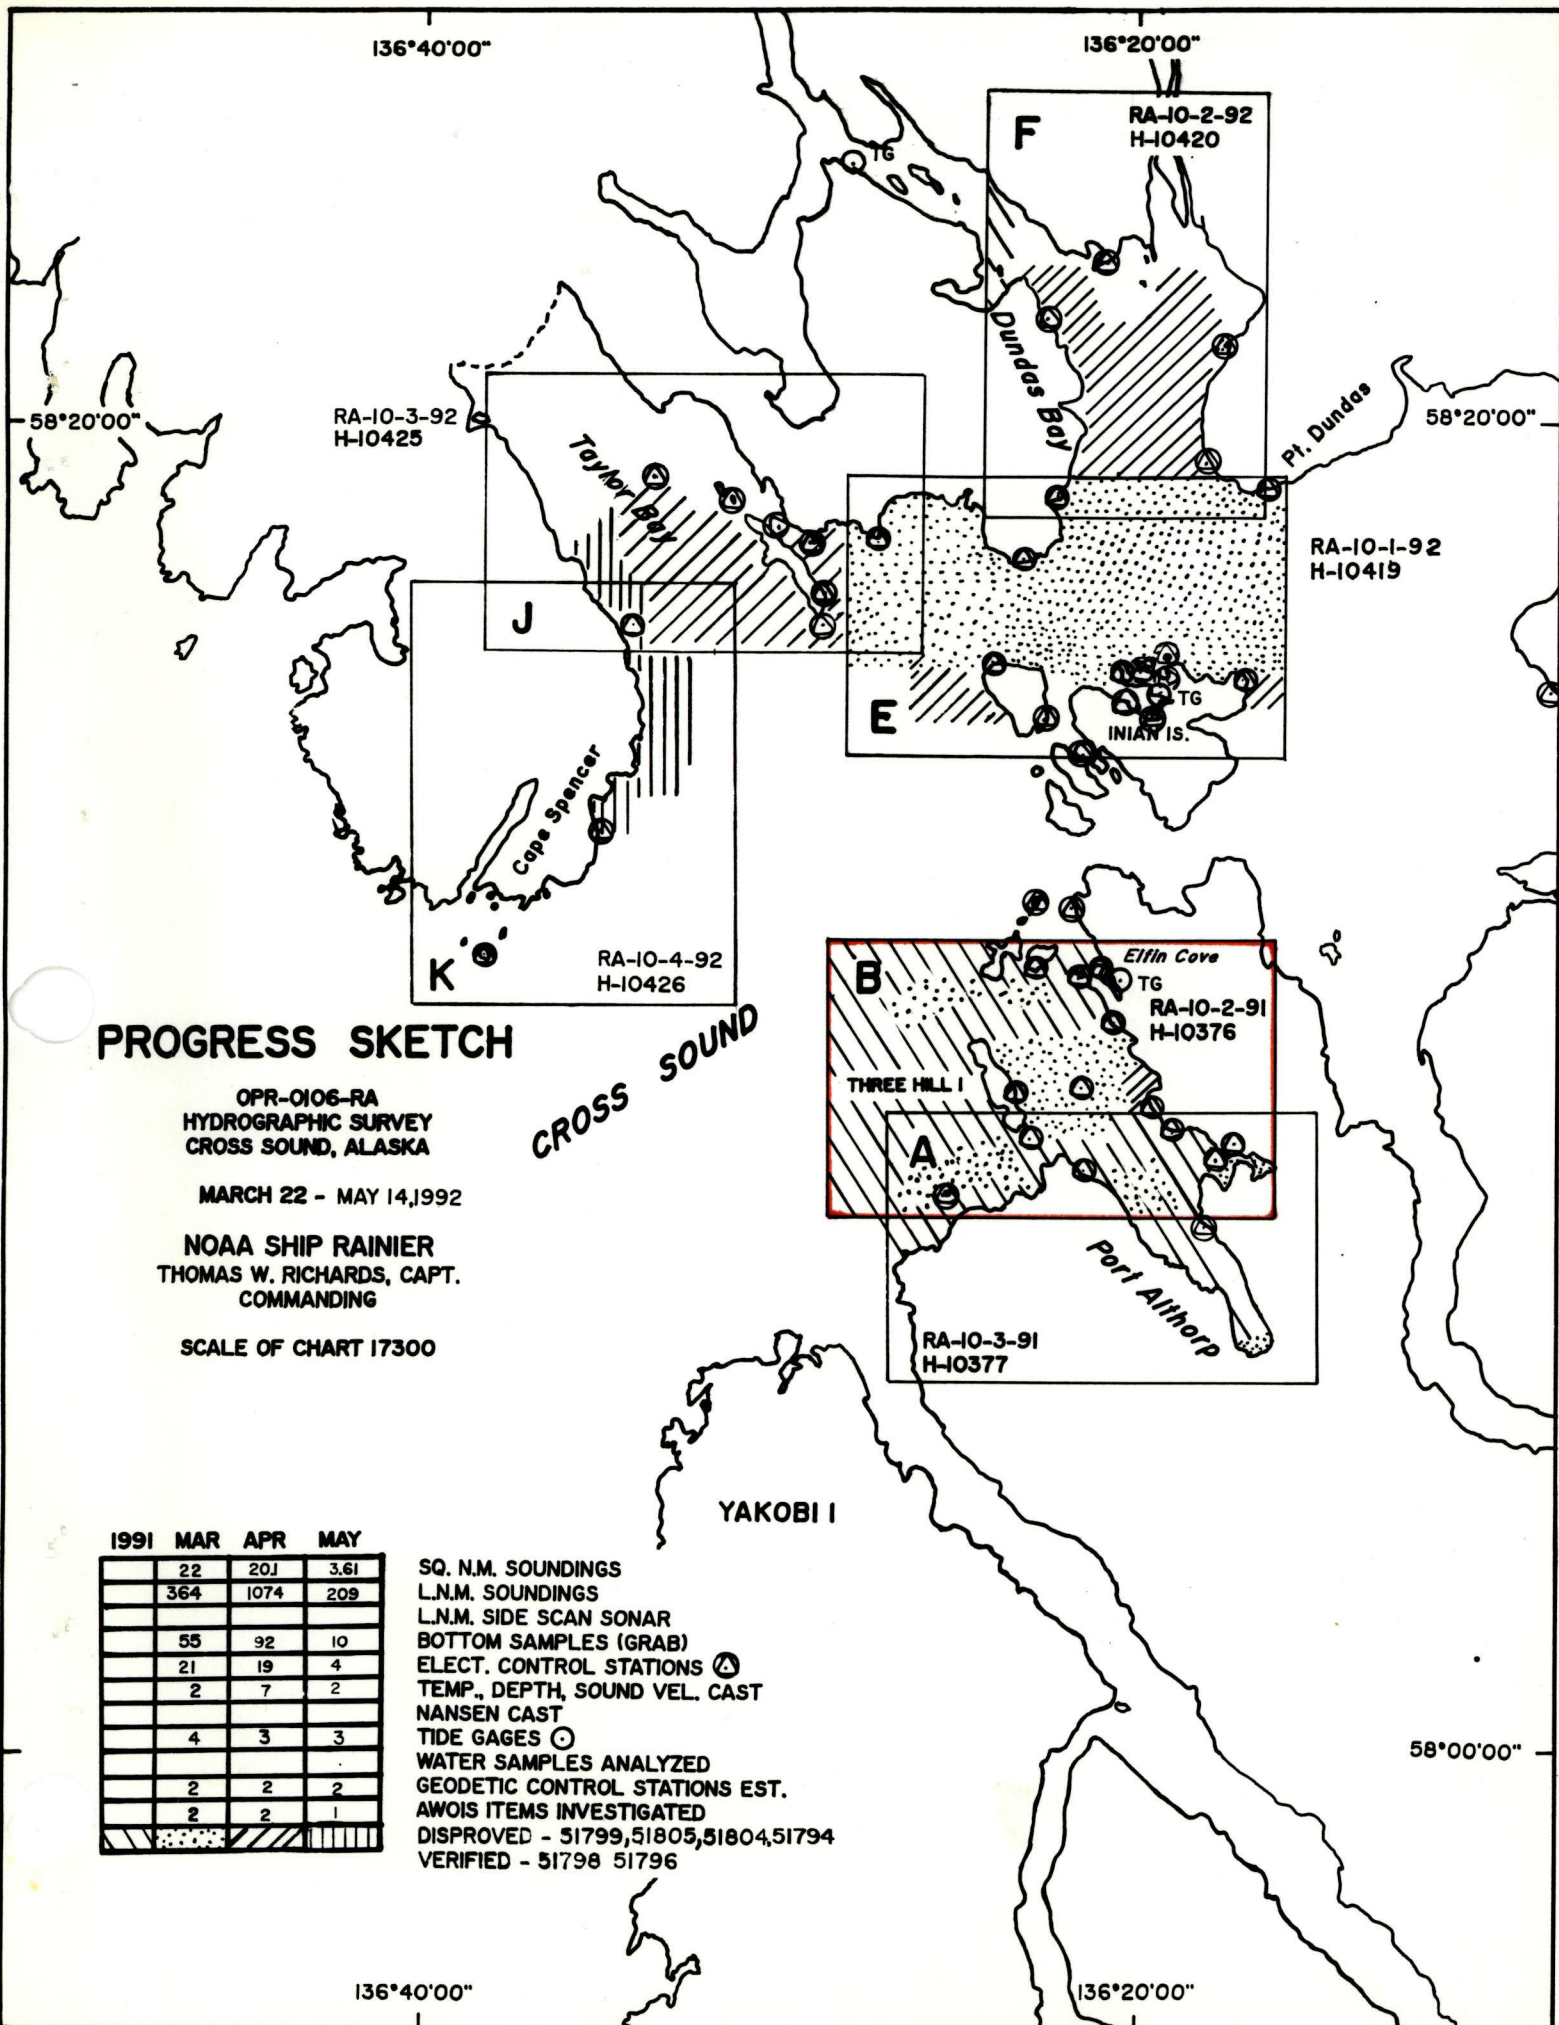 136°40'00"
136°20'00"
RA-10-2-92
H-10420
F
TG
Dundas Bay
58°20'00"
RA-10-3-92
H-10425
Taylor Bay
58°20'00"
Pt. Dundas
RA-10-1-92
H-10419
J
E
TG
INIAN IS.
Cape Spencer
K
RA-10-4-92
H-10426
B
Elfin Cove
TG
RA-10-2-91
H-10376
THREE HILL I
A
Port Althorp
RA-10-3-91
H-10377
CROSS SOUND
PROGRESS SKETCH
OPR-O106-RA
HYDROGRAPHIC SURVEY
CROSS SOUND, ALASKA
MARCH 22 - MAY 14,1992
NOAA SHIP RAINIER
THOMAS W. RICHARDS, CAPT.
COMMANDING
SCALE OF CHART 17300
YAKOBI I
1991 MAR APR MAY
22 20.1 3.61 SQ. N.M. SOUNDINGS
364 1074 209 L.N.M. SOUNDINGS
L.N.M. SIDE SCAN SONAR
55 92 10 BOTTOM SAMPLES (GRAB)
21 19 4 ELECT. CONTROL STATIONS
2 7 2 TEMP., DEPTH, SOUND VEL. CAST
NANSEN CAST
4 3 3 TIDE GAGES
WATER SAMPLES ANALYZED
2 2 2 GEODETIC CONTROL STATIONS EST.
2 2 1 AWOIS ITEMS INVESTIGATED
DISPROVED - 51799,51805,51804,51794
VERIFIED - 51798 51796
58°00'00"
136°40'00"
136°20'00"